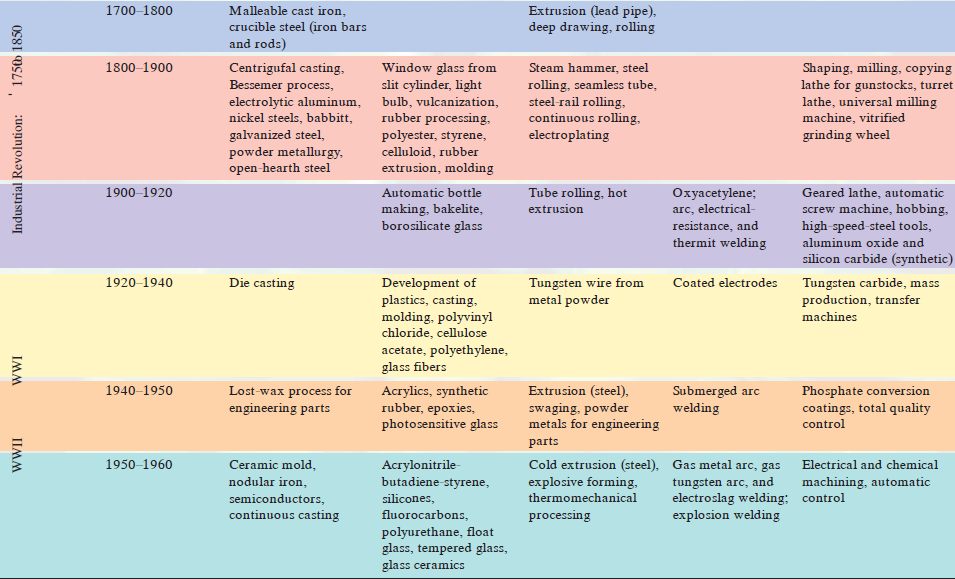 Industrial Revolution: 1750 1850
WWI
WWII
1700–1800
Malleable cast iron,
crucible steel (iron bars
and rods)
Extrusion (lead pipe),
deep drawing, rolling
1800–1900
Centrigufal casting,
Bessemer process,
electrolytic aluminum,
nickel steels, babbitt,
galvanized steel,
powder metallurgy,
open-hearth steel
Window glass from
slit cylinder, light
bulb, vulcanization,
rubber processing,
polyester, styrene,
celluloid, rubber
extrusion, molding
Steam hammer, steel
rolling, seamless tube,
steel-rail rolling,
continuous rolling,
electroplating
Shaping, milling, copying
lathe for gunstocks, turret
lathe, universal milling
machine, vitrified
grinding wheel
1900–1920
Automatic bottle
making, bakelite,
borosilicate glass
Tube rolling, hot
extrusion
Oxyacetylene;
arc, electrical-
resistance, and
thermit welding
Geared lathe, automatic
screw machine, hobbing,
high-speed-steel tools,
aluminum oxide and
silicon carbide (synthetic)
1920–1940
Die casting
Development of
plastics, casting,
molding, polyvinyl
chloride, cellulose
acetate, polyethylene,
glass fibers
Tungsten wire from
metal powder
Coated electrodes
Tungsten carbide, mass
production, transfer
machines
1940–1950
Lost-wax process for
engineering parts
Acrylics, synthetic
rubber, epoxies,
photosensitive glass
Extrusion (steel),
swaging, powder
metals for engineering
parts
Submerged arc
welding
Phosphate conversion
coatings, total quality
control
1950–1960
Ceramic mold,
nodular iron,
semiconductors,
continuous casting
Acrylonitrile-
butadiene-styrene,
silicones,
fluorocarbons,
polyurethane, float
glass, tempered glass,
glass ceramics
Cold extrusion (steel),
explosive forming,
thermomechanical
processing
Gas metal arc, gas
tungsten arc, and
electroslag welding;
explosion welding
Electrical and chemical
machining, automatic
control